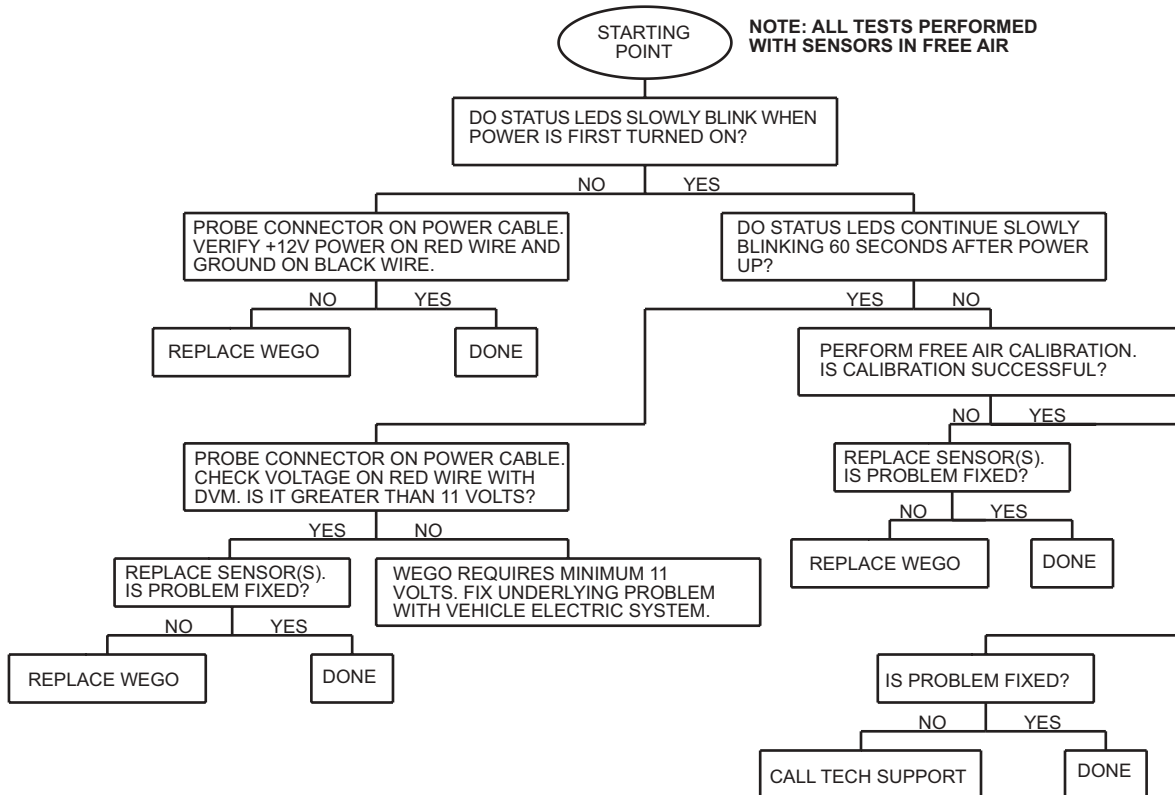 STARTING
POINT
NOTE: ALL TESTS PERFORMED
WITH SENSORS IN FREE AIR
DO STATUS LEDS SLOWLY BLINK WHEN
POWER IS FIRST TURNED ON?
NO
YES
PROBE CONNECTOR ON POWER CABLE.
VERIFY +12V POWER ON RED WIRE AND
GROUND ON BLACK WIRE.
DO STATUS LEDS CONTINUE SLOWLY
BLINKING 60 SECONDS AFTER POWER
UP?
NO
YES
YES
NO
REPLACE WEGO
DONE
PERFORM FREE AIR CALIBRATION.
IS CALIBRATION SUCCESSFUL?
NO
YES
PROBE CONNECTOR ON POWER CABLE.
CHECK VOLTAGE ON RED WIRE WITH
DVM. IS IT GREATER THAN 11 VOLTS?
REPLACE SENSOR(S).
IS PROBLEM FIXED?
YES
NO
NO
YES
REPLACE SENSOR(S).
IS PROBLEM FIXED?
WEGO REQUIRES MINIMUM 11
VOLTS. FIX UNDERLYING PROBLEM
WITH VEHICLE ELECTRIC SYSTEM.
REPLACE WEGO
DONE
NO
YES
REPLACE WEGO
DONE
IS PROBLEM FIXED?
NO
YES
CALL TECH SUPPORT
DONE